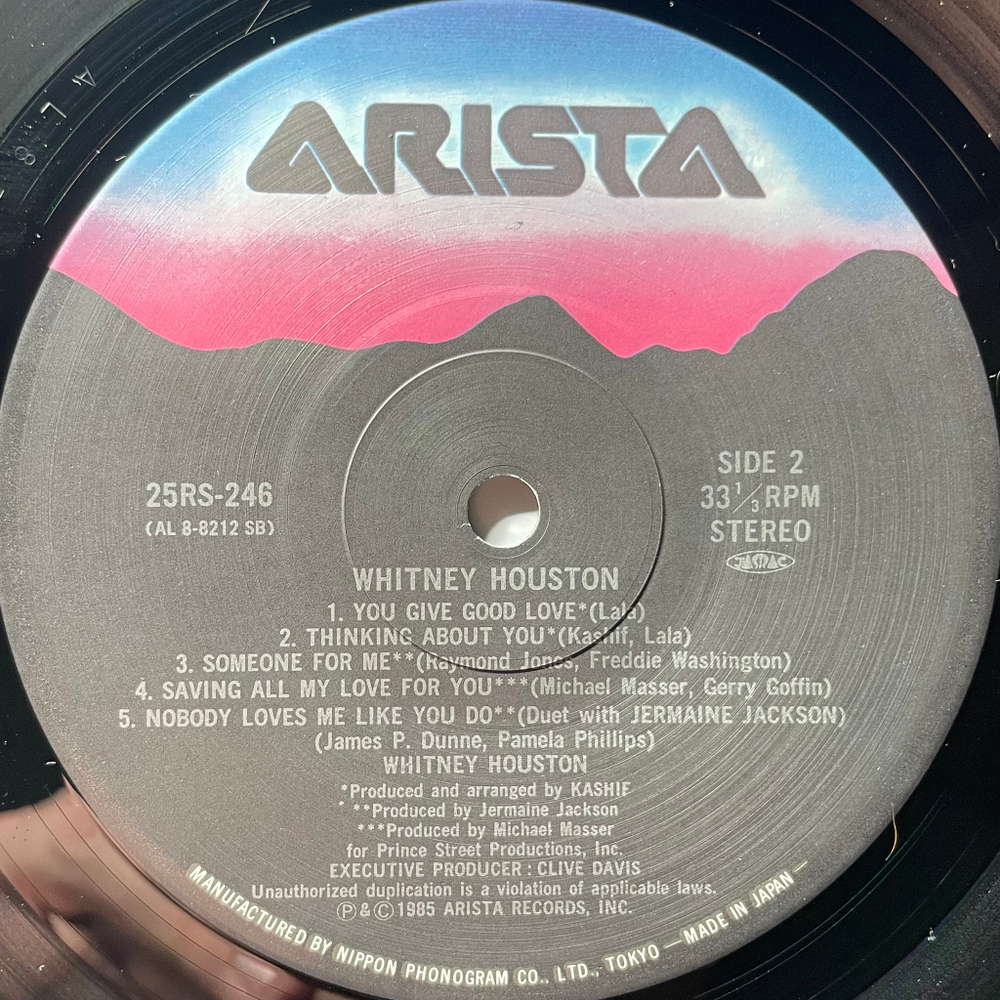 ARISTA
25RS-246
(AL 8-8212 SB)
SIDE 2
33 1/3 RPM
STEREO
JASRAC
WHITNEY HOUSTON
1. YOU GIVE GOOD LOVE*(Lala)
2. THINKING ABOUT YOU*(Kashif, Lala)
3. SOMEONE FOR ME**(Raymond Jones, Freddie Washington)
4. SAVING ALL MY LOVE FOR YOU***(Michael Masser, Gerry Goffin)
5. NOBODY LOVES ME LIKE YOU DO**(Duet with JERMAINE JACKSON)
(James P. Dunne, Pamela Phillips)
WHITNEY HOUSTON
*Produced and arranged by KASHIF
**Produced by Jermaine Jackson
***Produced by Michael Masser
for Prince Street Productions, Inc.
EXECUTIVE PRODUCER : CLIVE DAVIS
Unauthorized duplication is a violation of applicable laws.
Ⓟ&Ⓒ1985 ARISTA RECORDS, INC.
MANUFACTURED BY NIPPON PHONOGRAM CO., LTD., TOKYO —MADE IN JAPAN—